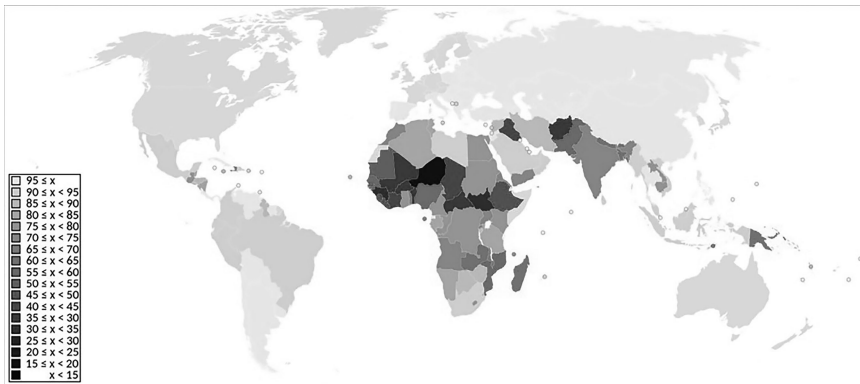 95 ≤ x
90 ≤ x < 95
85 ≤ x < 90
80 ≤ x < 85
75 ≤ x < 80
70 ≤ x < 75
65 ≤ x < 70
60 ≤ x < 65
55 ≤ x < 60
50 ≤ x < 55
45 ≤ x < 50
40 ≤ x < 45
35 ≤ x < 30
30 ≤ x < 35
25 ≤ x < 30
20 ≤ x < 25
15 ≤ x < 20
x < 15